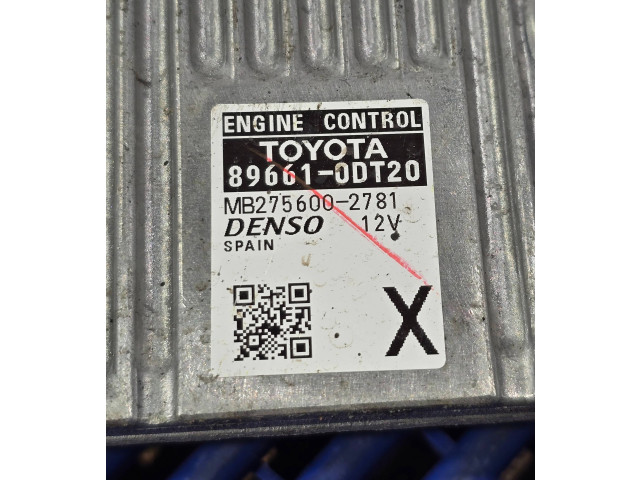 ENGINE CONTROL
TOYOTA
89661-0DT20
MB275600-2781
DENSO 12V
SPAIN
X